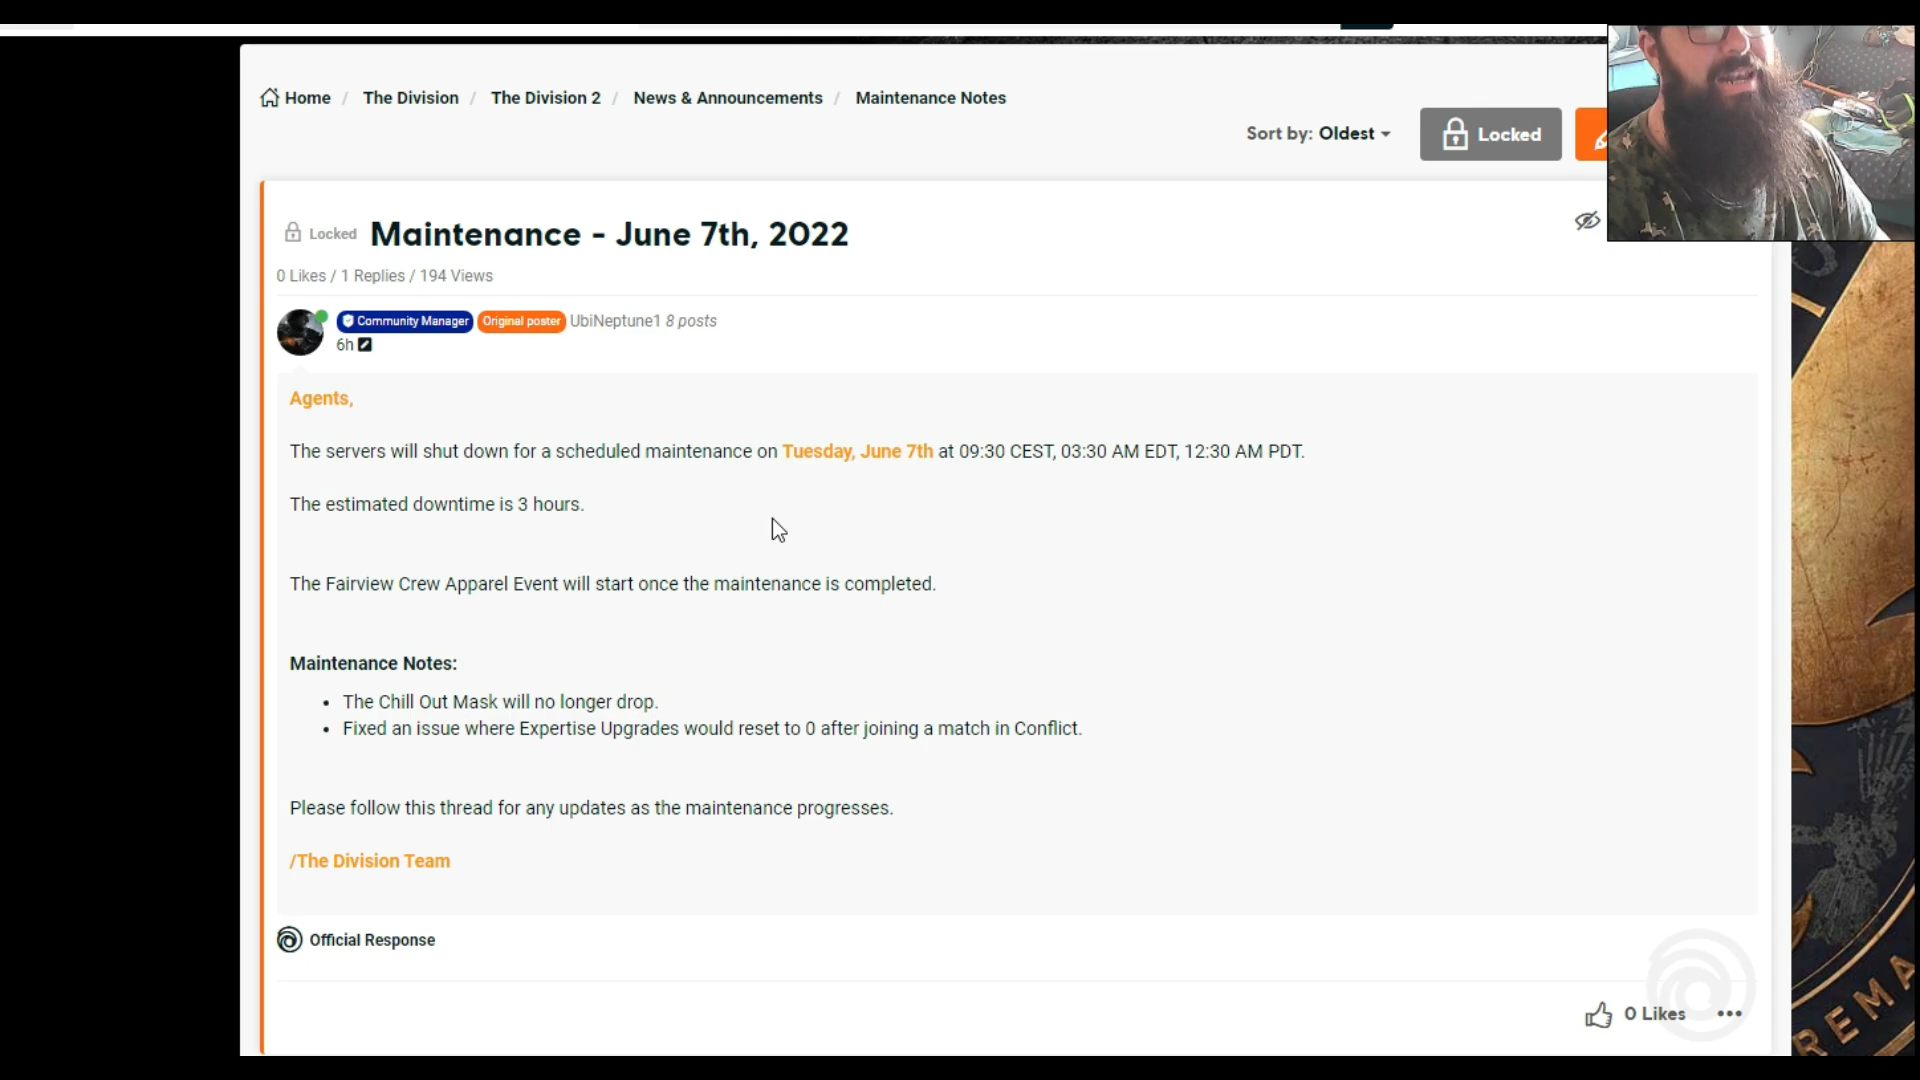 Home / The Division / The Division 2 / News & Announcements / Maintenance Notes
Sort by: Oldest
Locked
Locked Maintenance - June 7th, 2022
0 Likes / 1 Replies / 194 Views
Community Manager Original poster UbiNeptune1 8 posts
6h
Agents,
The servers will shut down for a scheduled maintenance on Tuesday, June 7th at 09:30 CEST, 03:30 AM EDT, 12:30 AM PDT.
The estimated downtime is 3 hours.
The Fairview Crew Apparel Event will start once the maintenance is completed.
Maintenance Notes:
• The Chill Out Mask will no longer drop.
• Fixed an issue where Expertise Upgrades would reset to 0 after joining a match in Conflict.
Please follow this thread for any updates as the maintenance progresses.
/The Division Team
Official Response
0 Likes
REMA